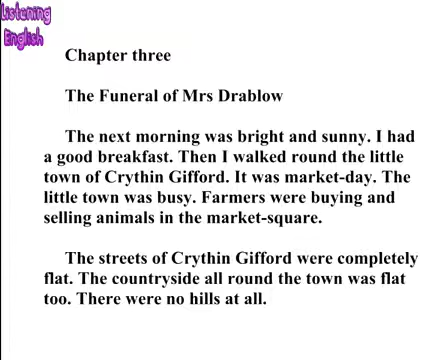 Listening
English
Chapter three
The Funeral of Mrs Drablow
The next morning was bright and sunny. I had
a good breakfast. Then I walked round the little
town of Crythin Gifford. It was market-day. The
little town was busy. Farmers were buying and
selling animals in the market-square.
The streets of Crythin Gifford were completely
flat. The countryside all round the town was flat
too. There were no hills at all.